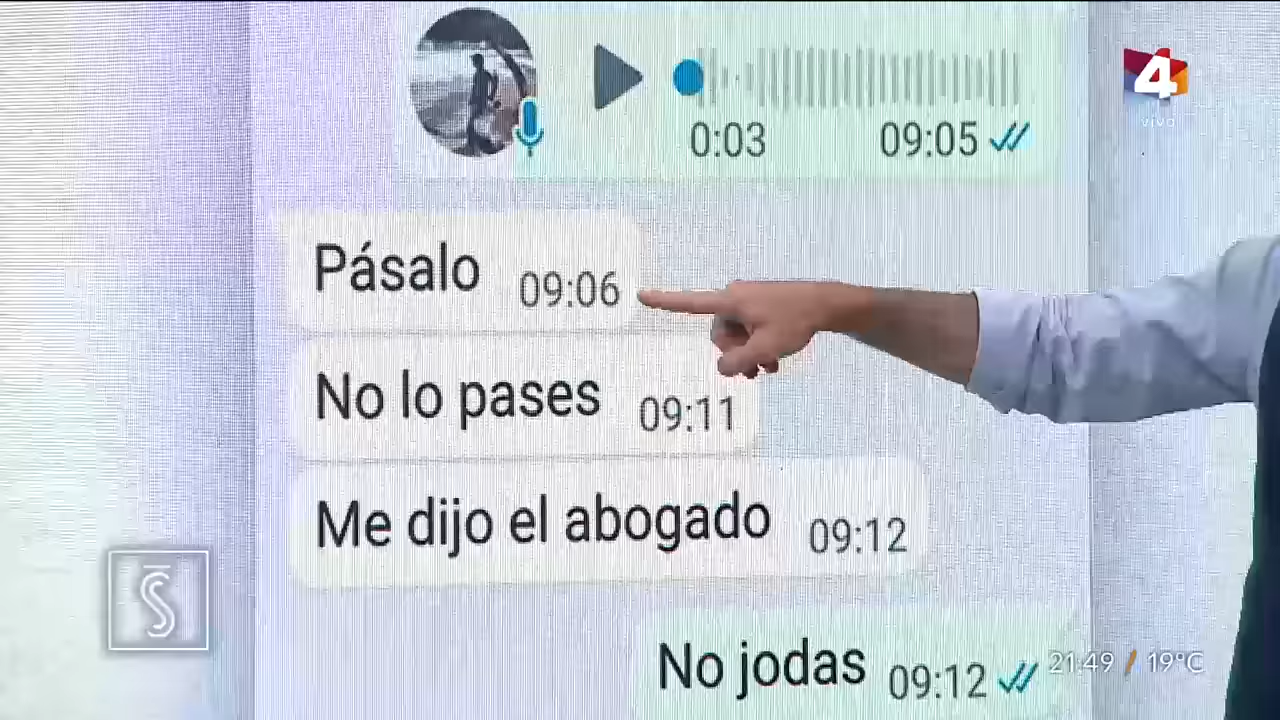 4
vivo
0:03 09:05
Pásalo 09:06
No lo pases 09:11
Me dijo el abogado 09:12
No jodas 09:12
21:49 / 19°C
S